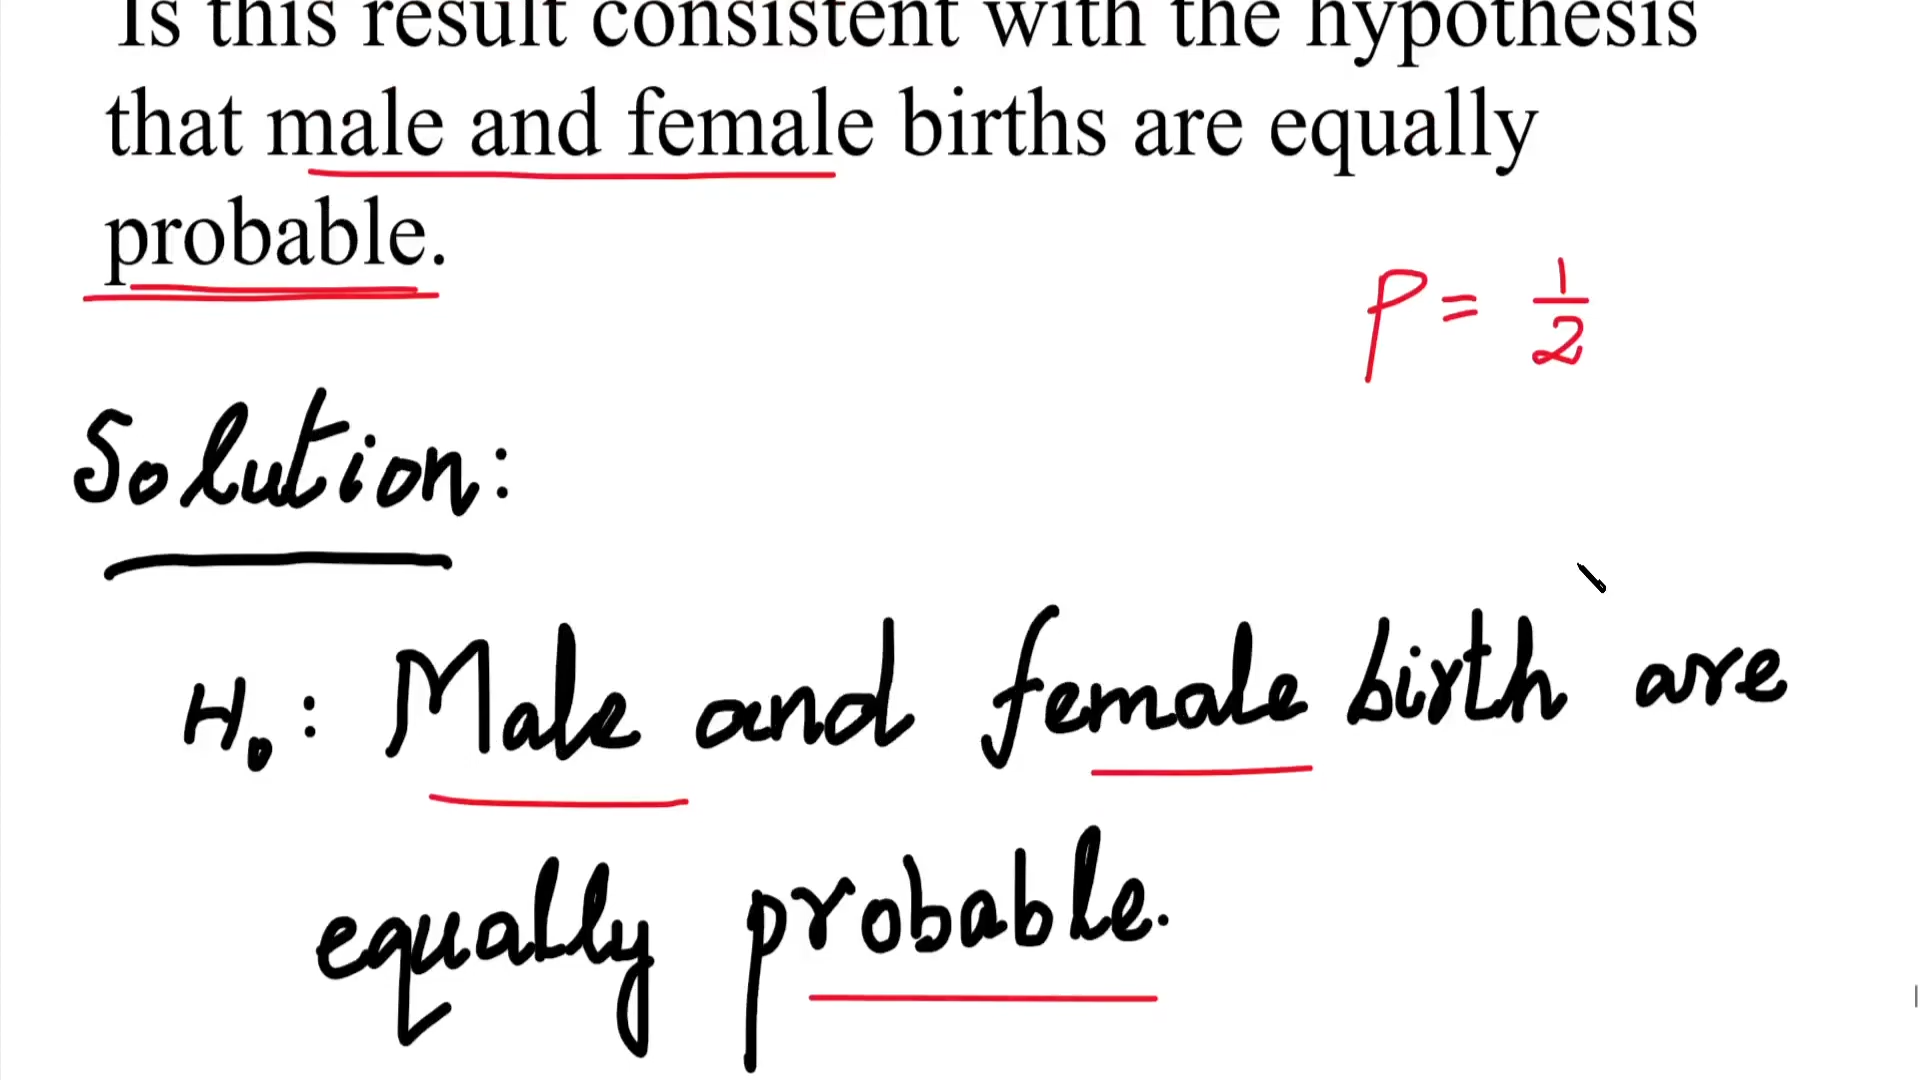 Is this result consistent with the hypothesis
that male and female births are equally
probable.
P = 1/2
Solution:
H₀: Male and female birth are
equally probable.